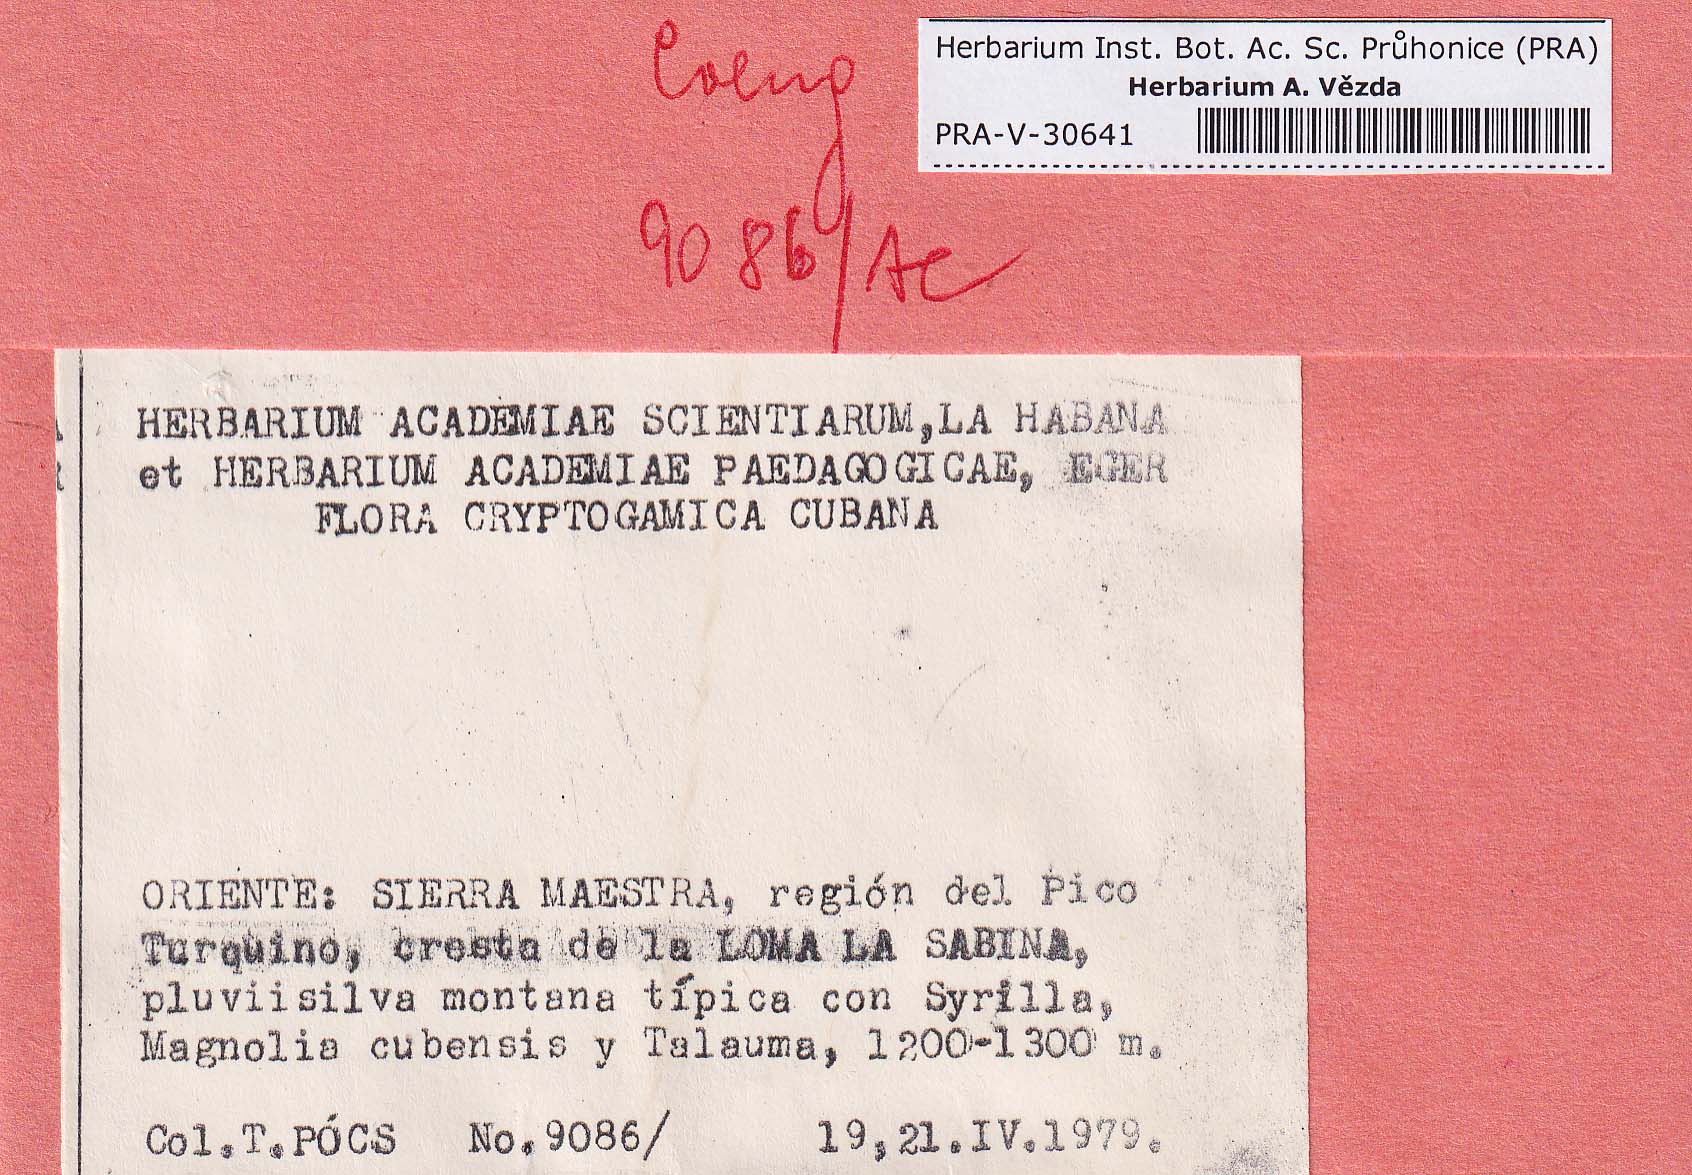 Herbarium Inst. Bot. Ac. Sc. Průhonice (PRA)
Herbarium A. Vězda
PRA-V-30641
Coeng
9086/AC
HERBARIUM ACADEMIAE SCIENTIARUM, LA HABANA
et HERBARIUM ACADEMIAE PAEDAGOGICAE, EGER
FLORA CRYPTOGAMICA CUBANA
ORIENTE: SIERRA MAESTRA, región del Pico
Turquino, cresta de la LOMA LA SABINA,
pluviisilva montana típica con Syrilla,
Magnolia cubensis y Talauma, 1200-1300 m.
Col.T.PÓCS No.9086/ 19,21.IV.1979.